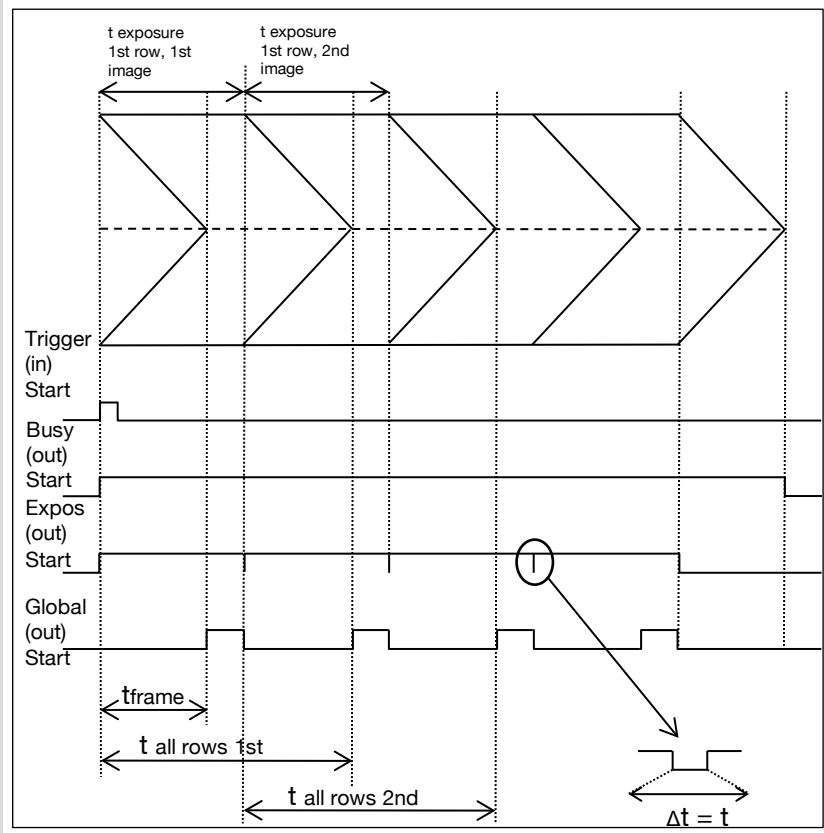 t exposure
1st row, 1st
image
t exposure
1st row, 2nd
image
Trigger
(in)
Start
Busy
(out)
Start
Expos
(out)
Start
Global
(out)
Start
tframe
t all rows 1st
t all rows 2nd
Δt = t